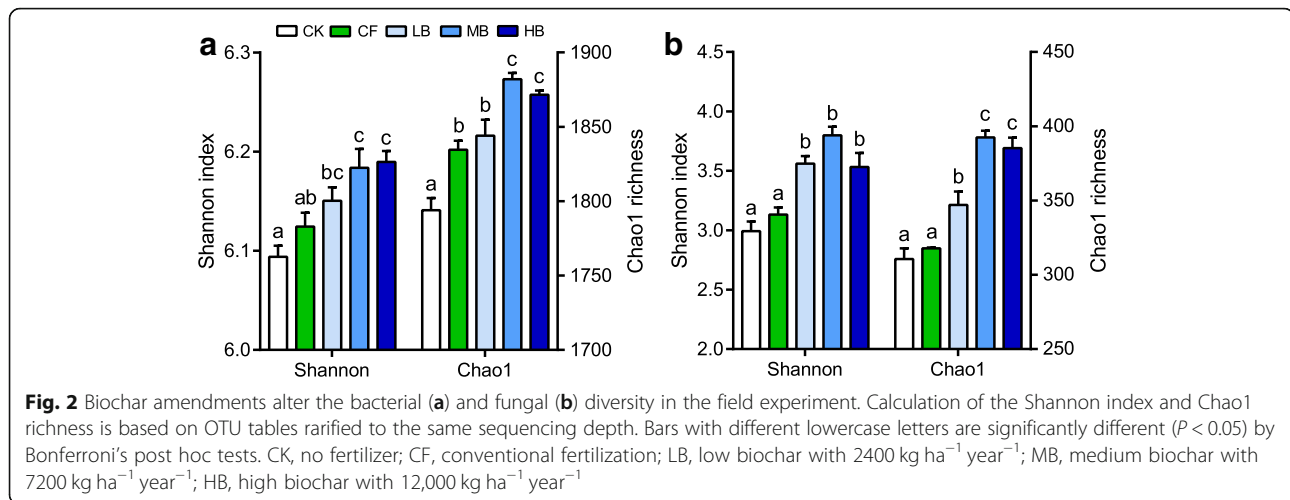 CK CF LB MB HB
a
6.3
6.2
6.1
6.0
Shannon index
a ab bc c c
a b b c c
1900
1850
1800
1750
1700
Chao1 richness
Shannon Chao1
b
4.5
4.0
3.5
3.0
2.5
2.0
Shannon index
a a b b b
a a b c c
450
400
350
300
250
Chao1 richness
Shannon Chao1
Fig. 2 Biochar amendments alter the bacterial (a) and fungal (b) diversity in the field experiment. Calculation of the Shannon index and Chao1
richness is based on OTU tables rarified to the same sequencing depth. Bars with different lowercase letters are significantly different (P < 0.05) by
Bonferroni's post hoc tests. CK, no fertilizer; CF, conventional fertilization; LB, low biochar with 2400 kg ha⁻¹ year⁻¹; MB, medium biochar with
7200 kg ha⁻¹ year⁻¹; HB, high biochar with 12,000 kg ha⁻¹ year⁻¹